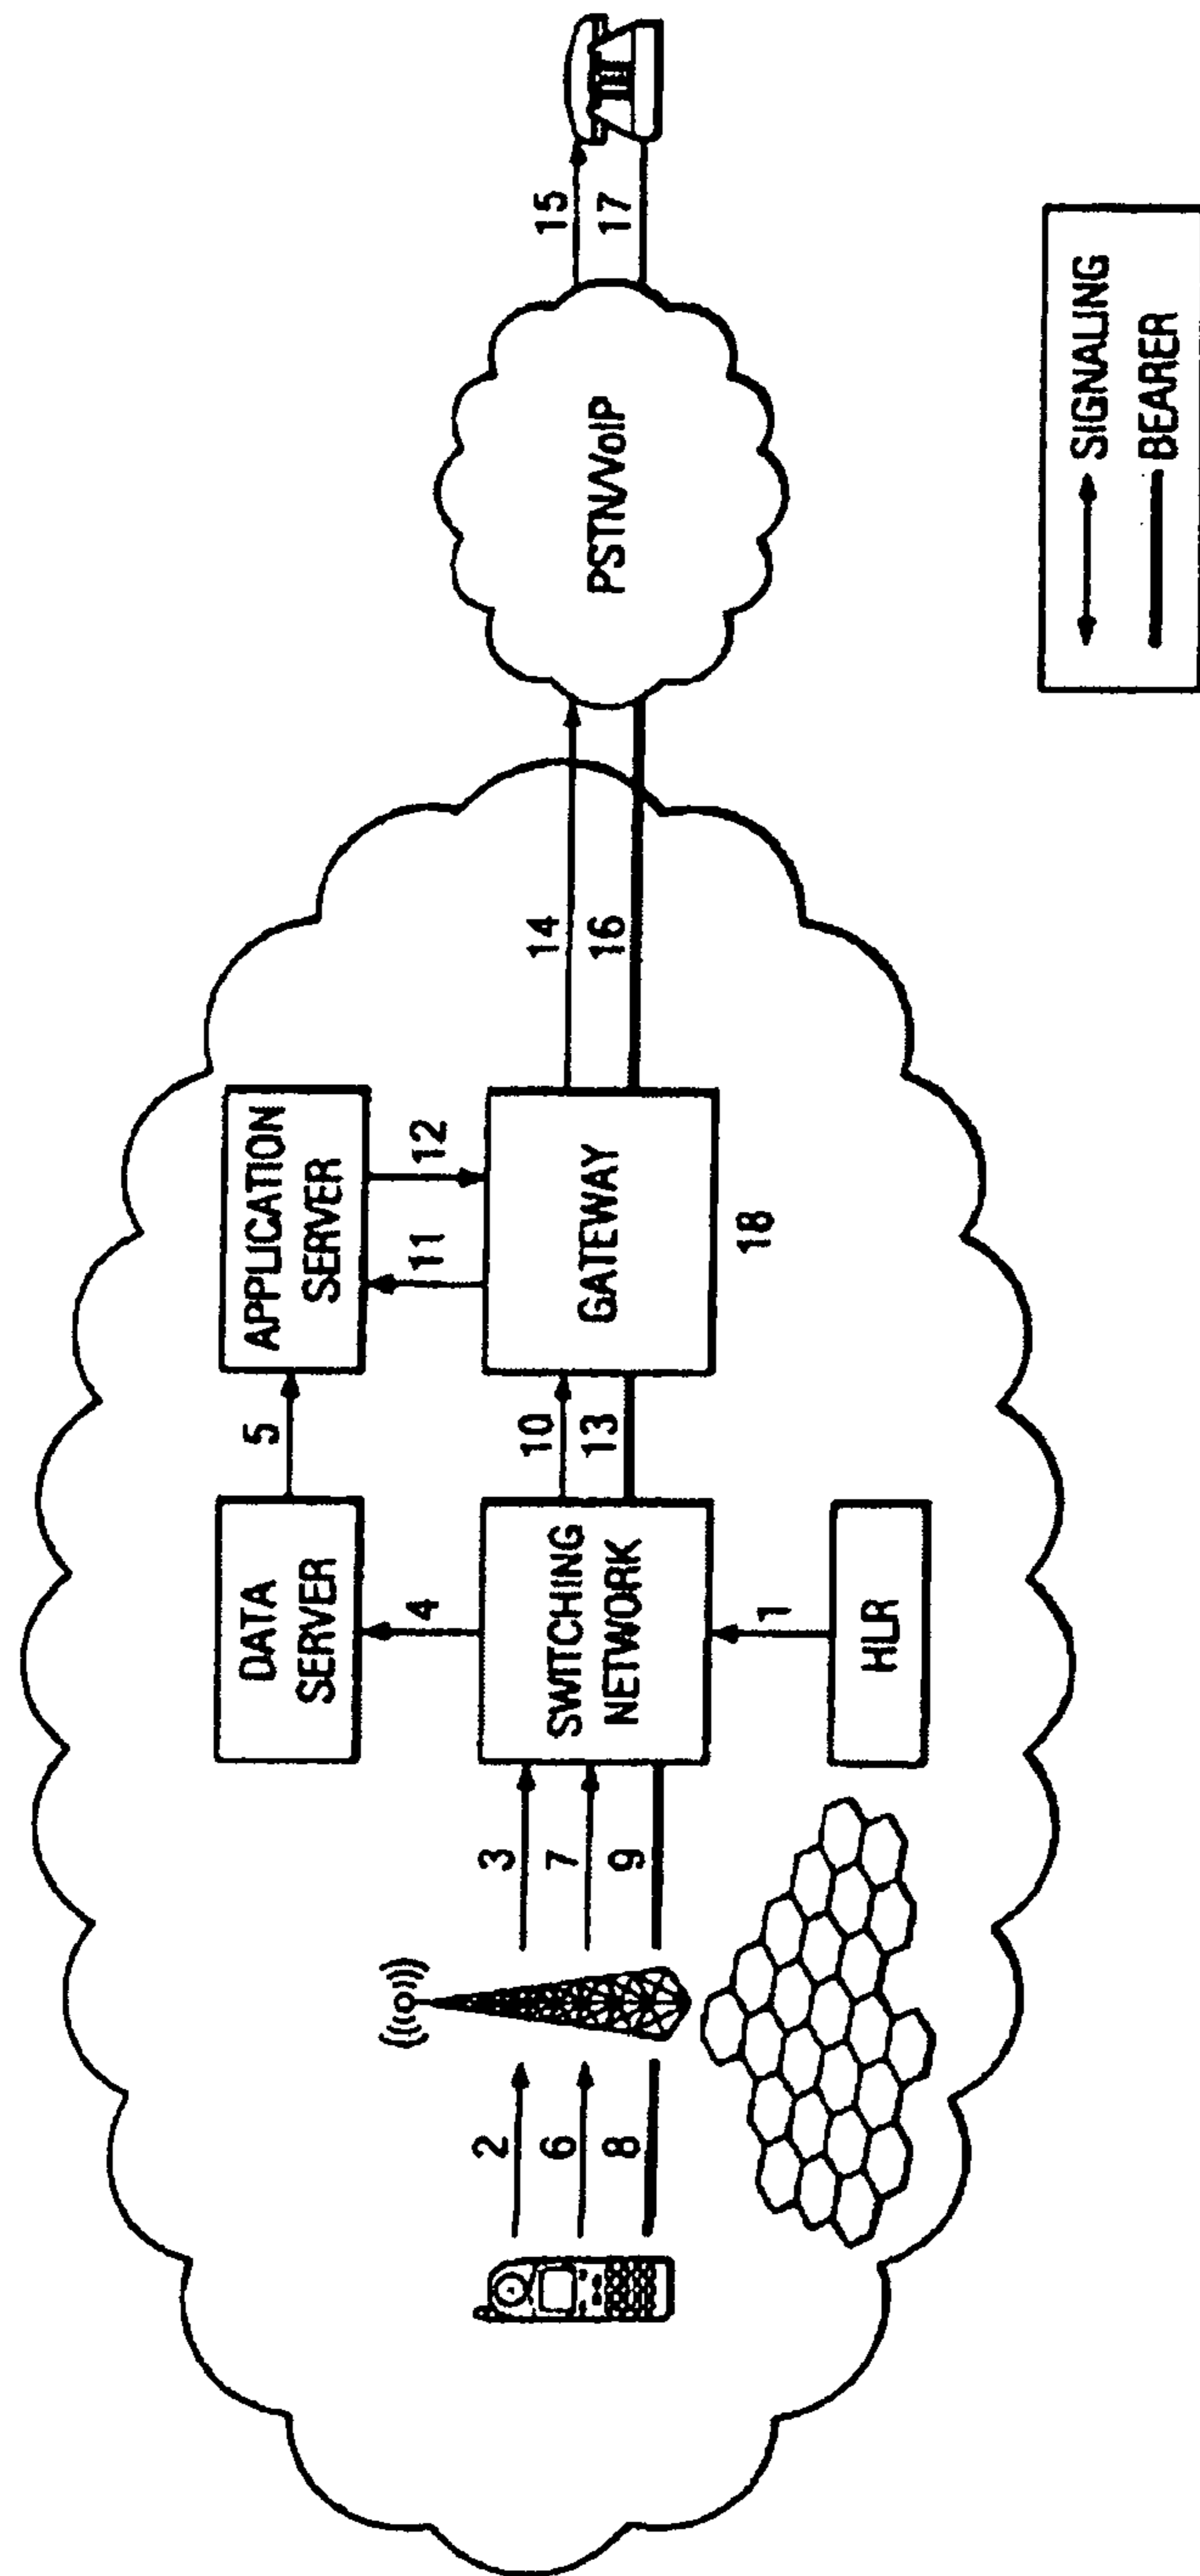 DATA
SERVER
5
APPLICATION
SERVER
4
11
12
2
3
6
7
8
9
SWITCHING
NETWORK
10
13
GATEWAY
14
16
PSTN/VoIP
15
17
1
18
HLR
SIGNALING
BEARER